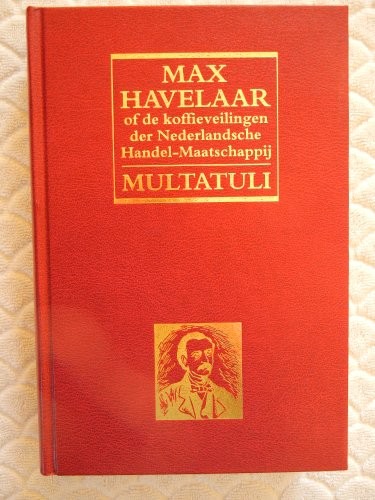 MAX
HAVELAAR
of de koffieveilingen
der Nederlandsche
Handel-Maatschappij
MULTATULI